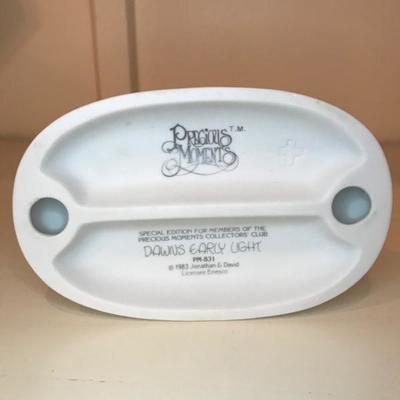 PRECIOUS T.M.
MOMENTS
SPECIAL EDITION FOR MEMBERS OF THE
PRECIOUS MOMENTS COLLECTORS' CLUB
DAWNS EARLY LIGHT
PM-831
© 1983 Jonathan & David
Licensee Enesco